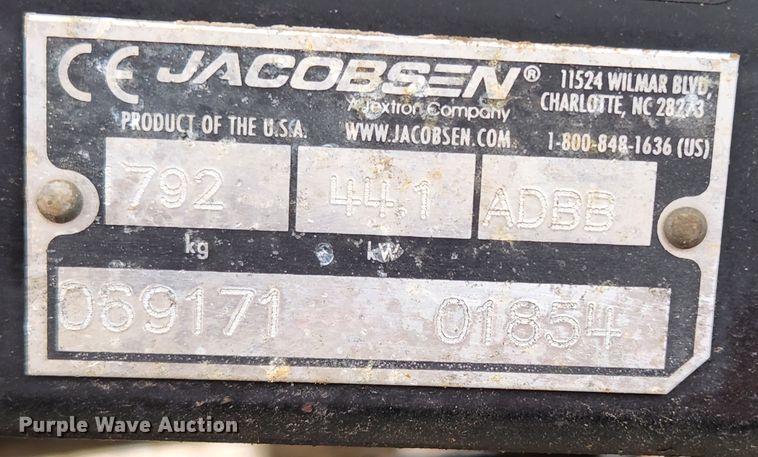 CE JACOBSEN®
A Textron Company
11524 WILMAR BLVD.
CHARLOTTE, NC 28273
PRODUCT OF THE U.S.A. WWW.JACOBSEN.COM 1-800-848-1636 (US)
792 44.1 ADBB
kg kW
069171 01854
Purple Wave Auction